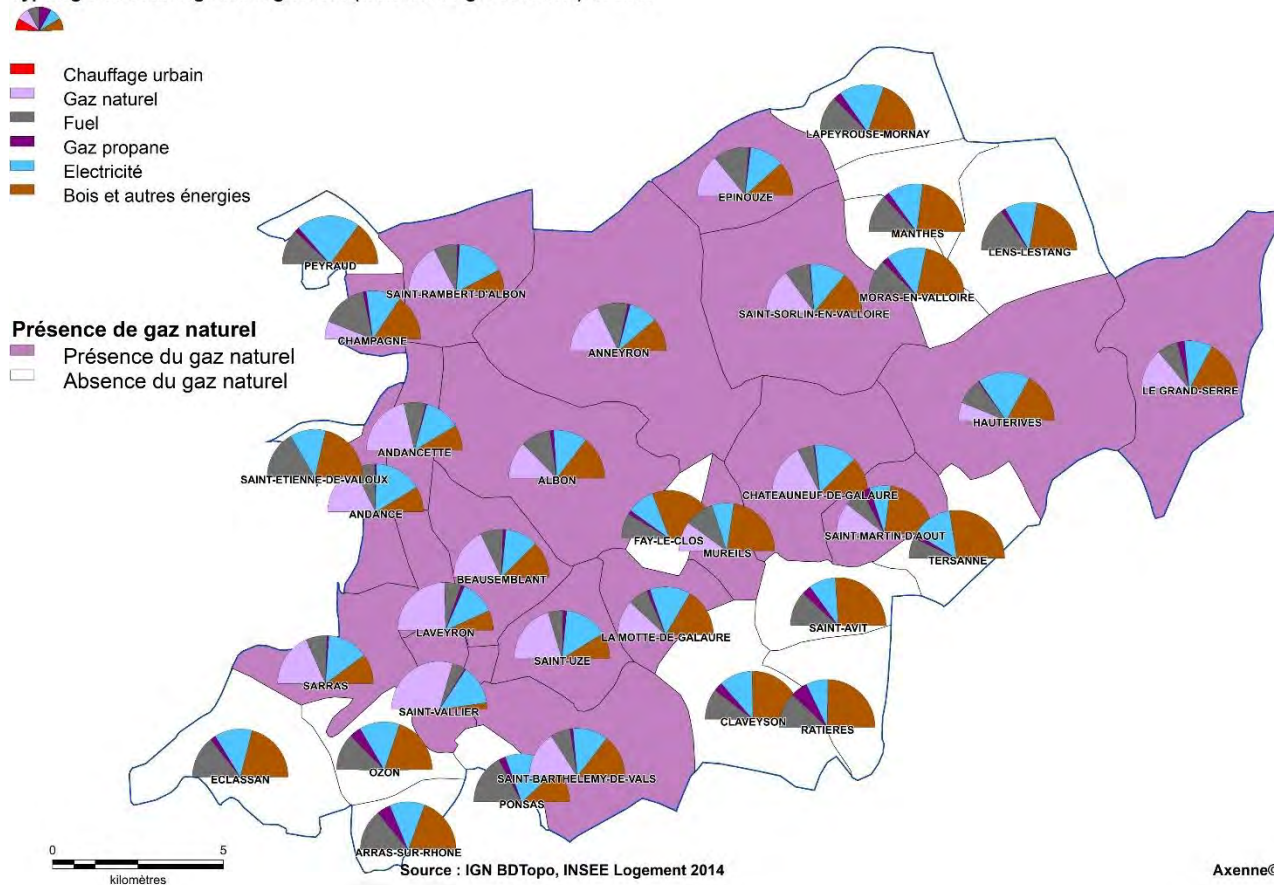 Chauffage urbain
Gaz naturel
Fuel
Gaz propane
Electricité
Bois et autres énergies
LAPEYROUSE-MORNAY
EPINOUZE
MANTHES
LENS-LESTANG
PEYRAUD
SAINT-RAMBERT-D'ALBON
MORAS-EN-VALLOIRE
SAINT-SORLIN-EN-VALLOIRE
CHAMPAGNE
ANNEYRON
Présence de gaz naturel
Présence du gaz naturel
Absence du gaz naturel
LE GRAND-SERRE
HAUTERIVES
ANDANCETTE
SAINT-ETIENNE-DE-VALOUX
ALBON
CHATEAUNEUF-DE-GALAURE
ANDANCE
SAINT-MARTIN-D'AOUT
FAY-LE-CLOS
MUREILS
TERSANNE
BEAUSEMBLANT
SAINT-AVIT
LAVEYRON
LA MOTTE-DE-GALAURE
SAINT-UZE
SARRAS
SAINT-VALLIER
CLAVEYSON
RATIERES
OZON
ECLASSAN
SAINT-BARTHELEMY-DE-VALS
PONSAS
ARRAS-SUR-RHONE
0 5
kilomètres
Source : IGN BDTopo, INSEE Logement 2014
Axenne©